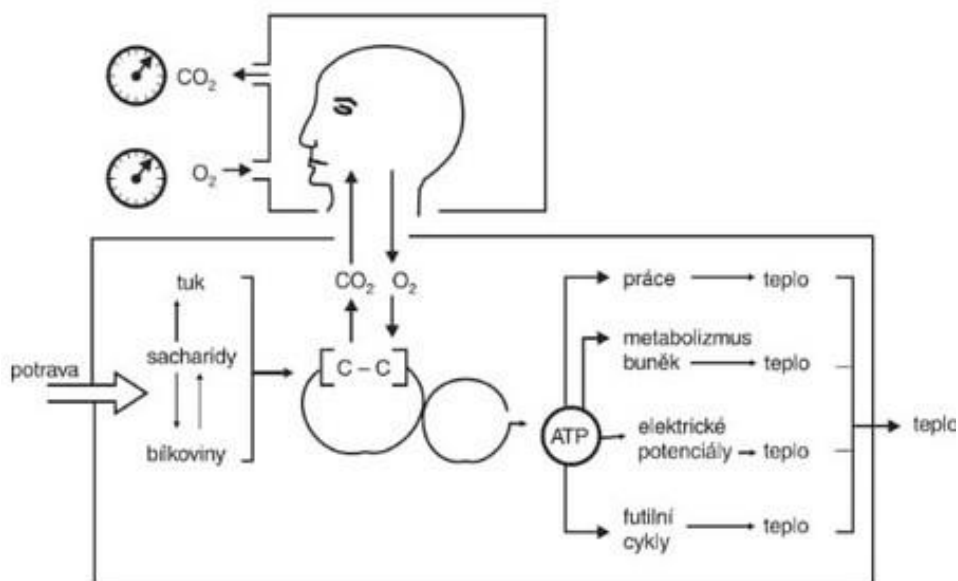 CO₂
O₂
CO₂ O₂
tuk
sacharidy
bílkoviny
potrava
C – C
ATP
práce
teplo
metabolizmus
buněk
teplo
elektrické
potenciály
teplo
futilní
cykly
teplo
teplo